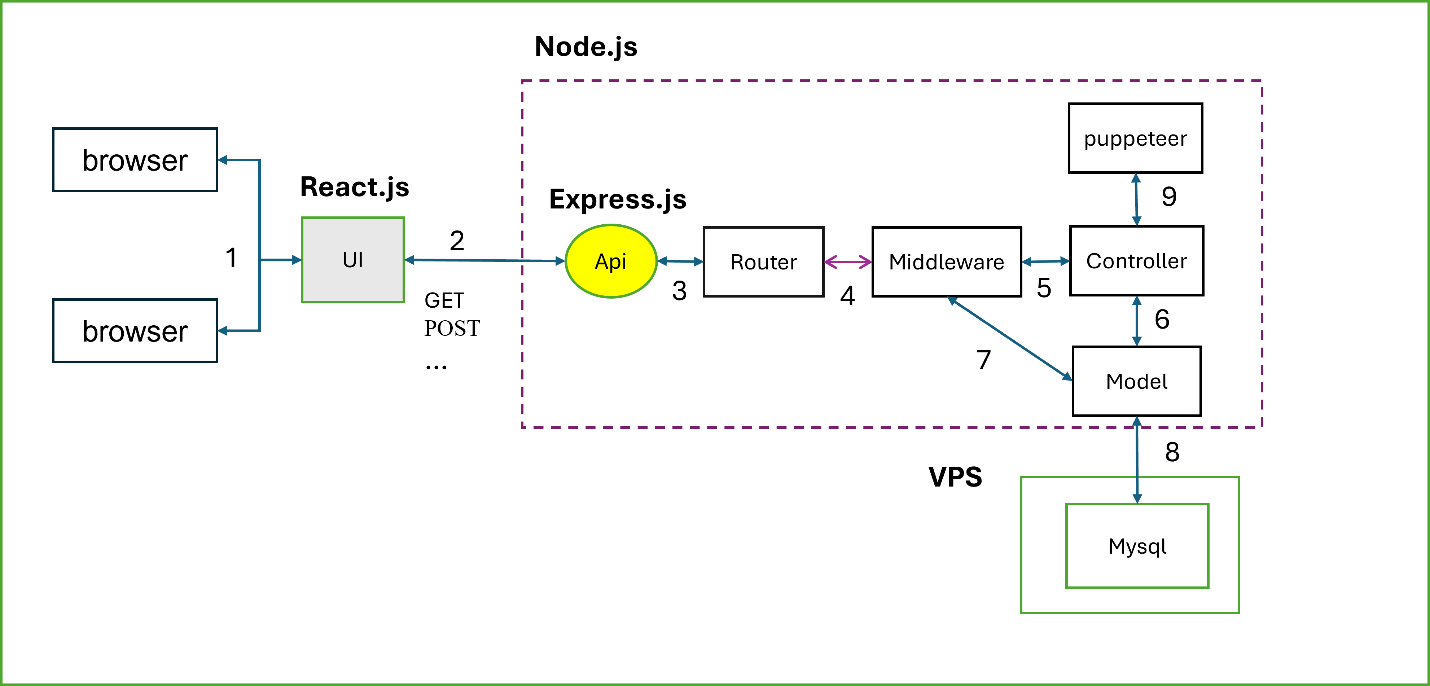 Node.js
puppeteer
browser
React.js
Express.js
9
1
UI
2
Api
3
Router
4
Middleware
5
Controller
GET
POST
...
6
browser
7
Model
8
VPS
Mysql